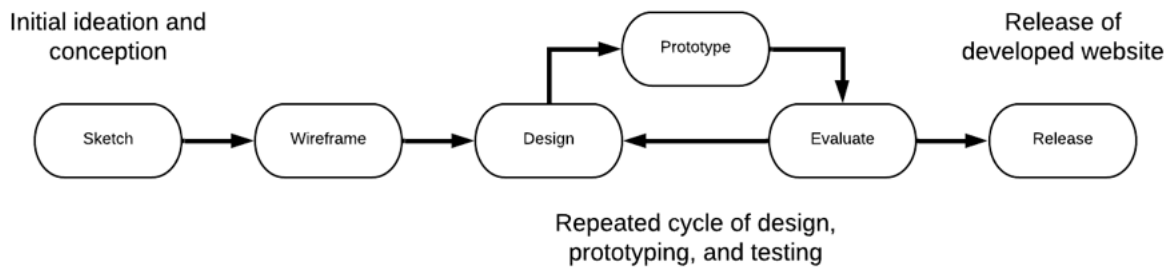 Initial ideation and
conception
Prototype
Release of
developed website
Sketch
Wireframe
Design
Evaluate
Release
Repeated cycle of design,
prototyping, and testing